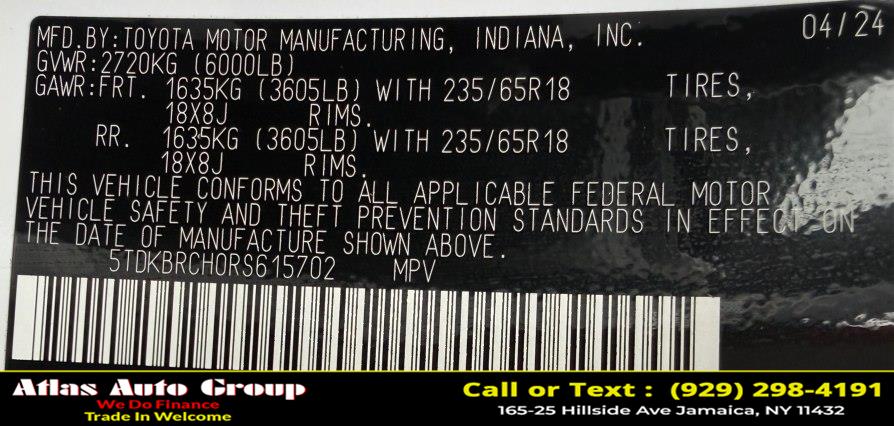 04/24
MFD.BY:TOYOTA MOTOR MANUFACTURING, INDIANA, INC.
GVWR:2720KG (6000LB)
GAWR:FRT. 1635KG (3605LB) WITH 235/65R18 TIRES,
18X8J RIMS.
RR. 1635KG (3605LB) WITH 235/65R18 TIRES,
18X8J RIMS.
THIS VEHICLE CONFORMS TO ALL APPLICABLE FEDERAL MOTOR
VEHICLE SAFETY AND THEFT PREVENTION STANDARDS IN EFFECT ON
THE DATE OF MANUFACTURE SHOWN ABOVE.
5TDKBRCH0RS615702 MPV
Atlas Auto Group
We Do Finance
Trade In Welcome
Call or Text : (929) 298-4191
165-25 Hillside Ave Jamaica, NY 11432